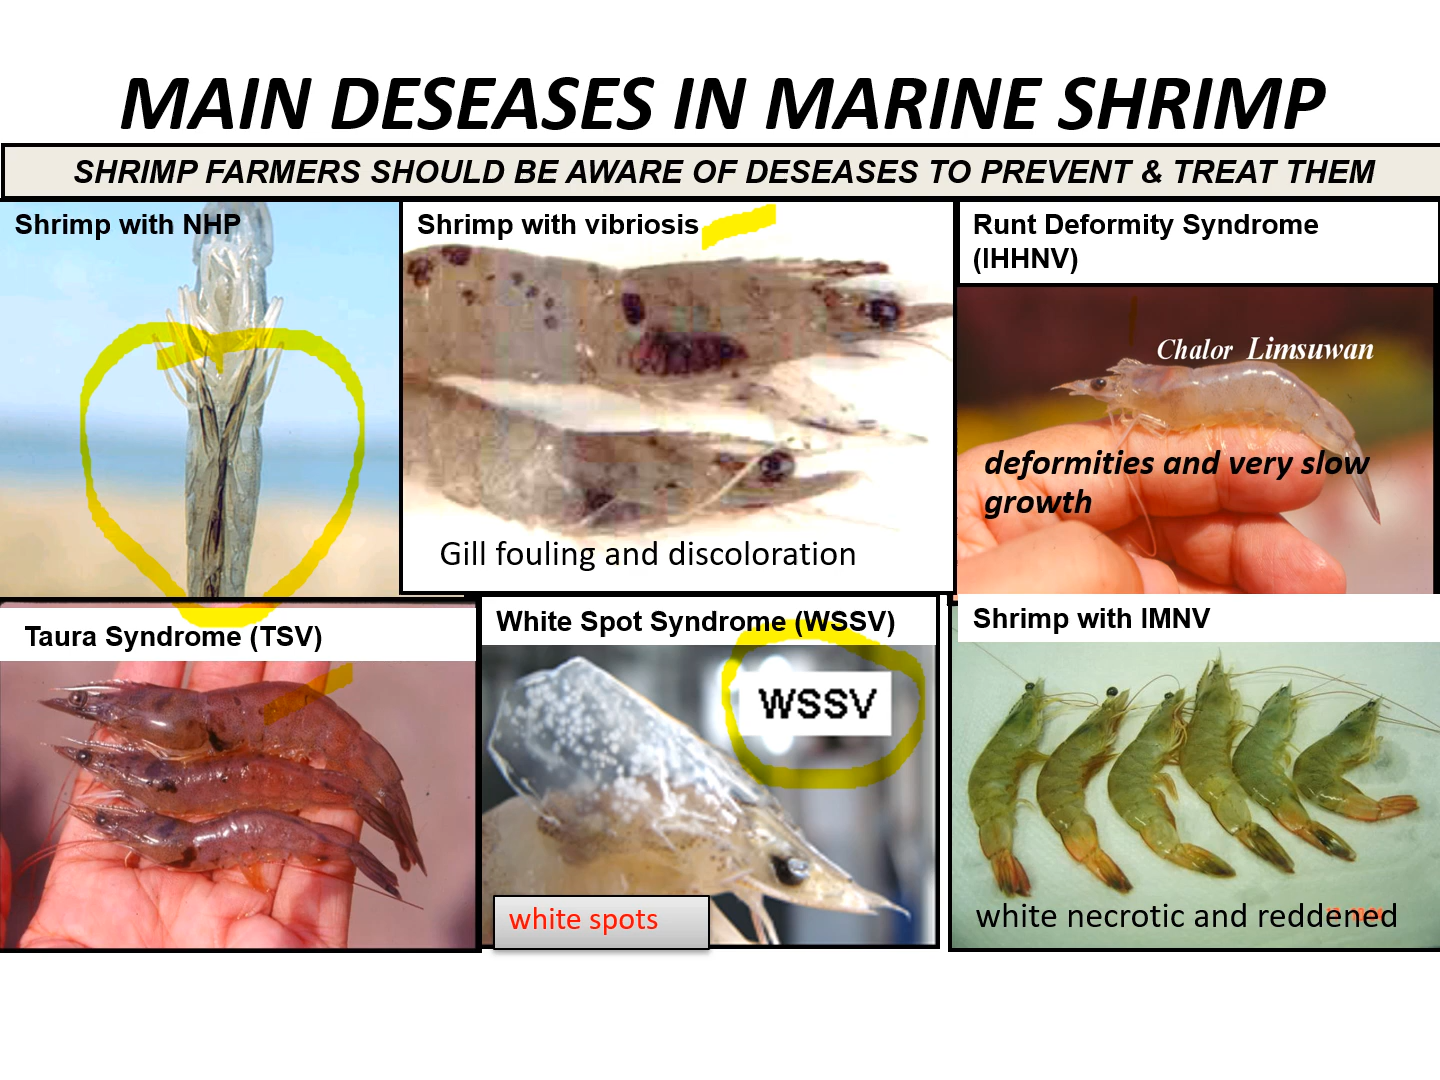 MAIN DESEASES IN MARINE SHRIMP
SHRIMP FARMERS SHOULD BE AWARE OF DESEASES TO PREVENT & TREAT THEM
Shrimp with NHP
Shrimp with vibriosis
Gill fouling and discoloration
Runt Deformity Syndrome
(IHHNV)
Chalor Limsuwan
deformities and very slow
growth
Taura Syndrome (TSV)
White Spot Syndrome (WSSV)
WSSV
white spots
Shrimp with IMNV
white necrotic and reddened